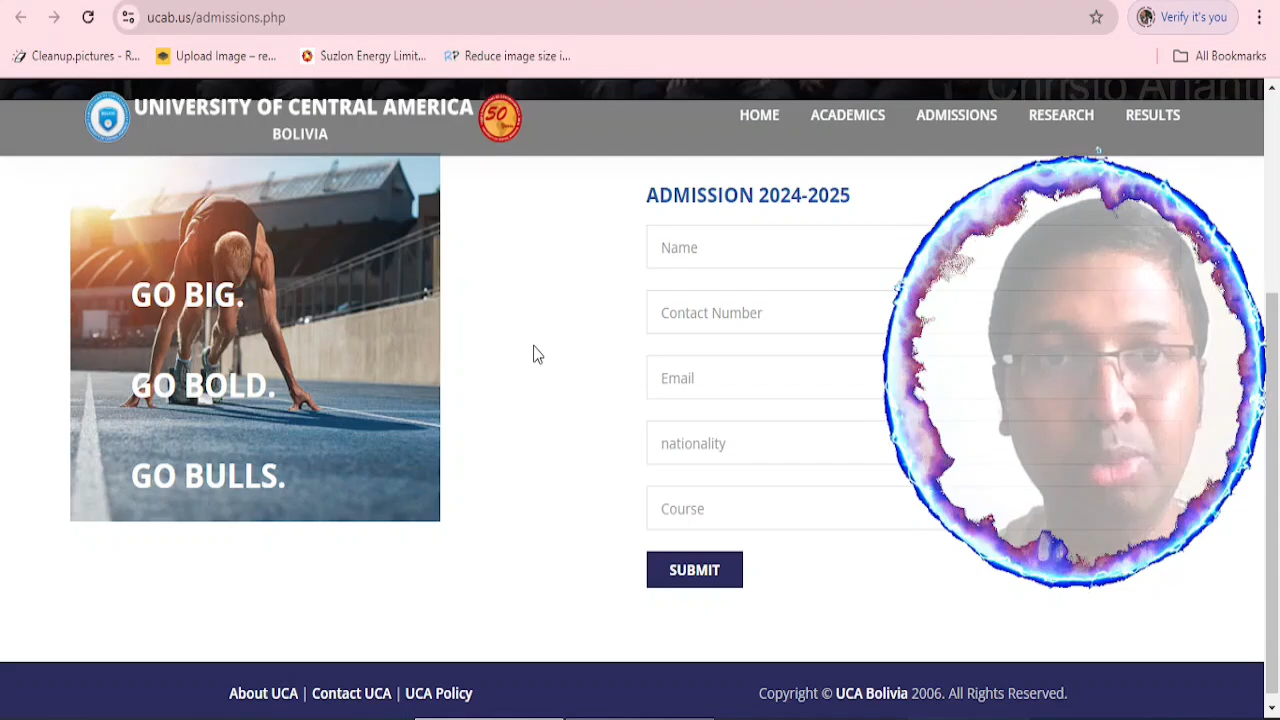 ucab.us/admissions.php
Verify it's you
Cleanup.pictures - R...
Upload Image – re...
Suzlon Energy Limit...
Reduce image size i...
All Bookmarks
UNIVERSITY OF CENTRAL AMERICA
BOLIVIA
50
HOME
ACADEMICS
ADMISSIONS
RESEARCH
RESULTS
GO BIG.
GO BOLD.
GO BULLS.
ADMISSION 2024-2025
Name
Contact Number
Email
nationality
Course
SUBMIT
About UCA | Contact UCA | UCA Policy
Copyright © UCA Bolivia 2006. All Rights Reserved.